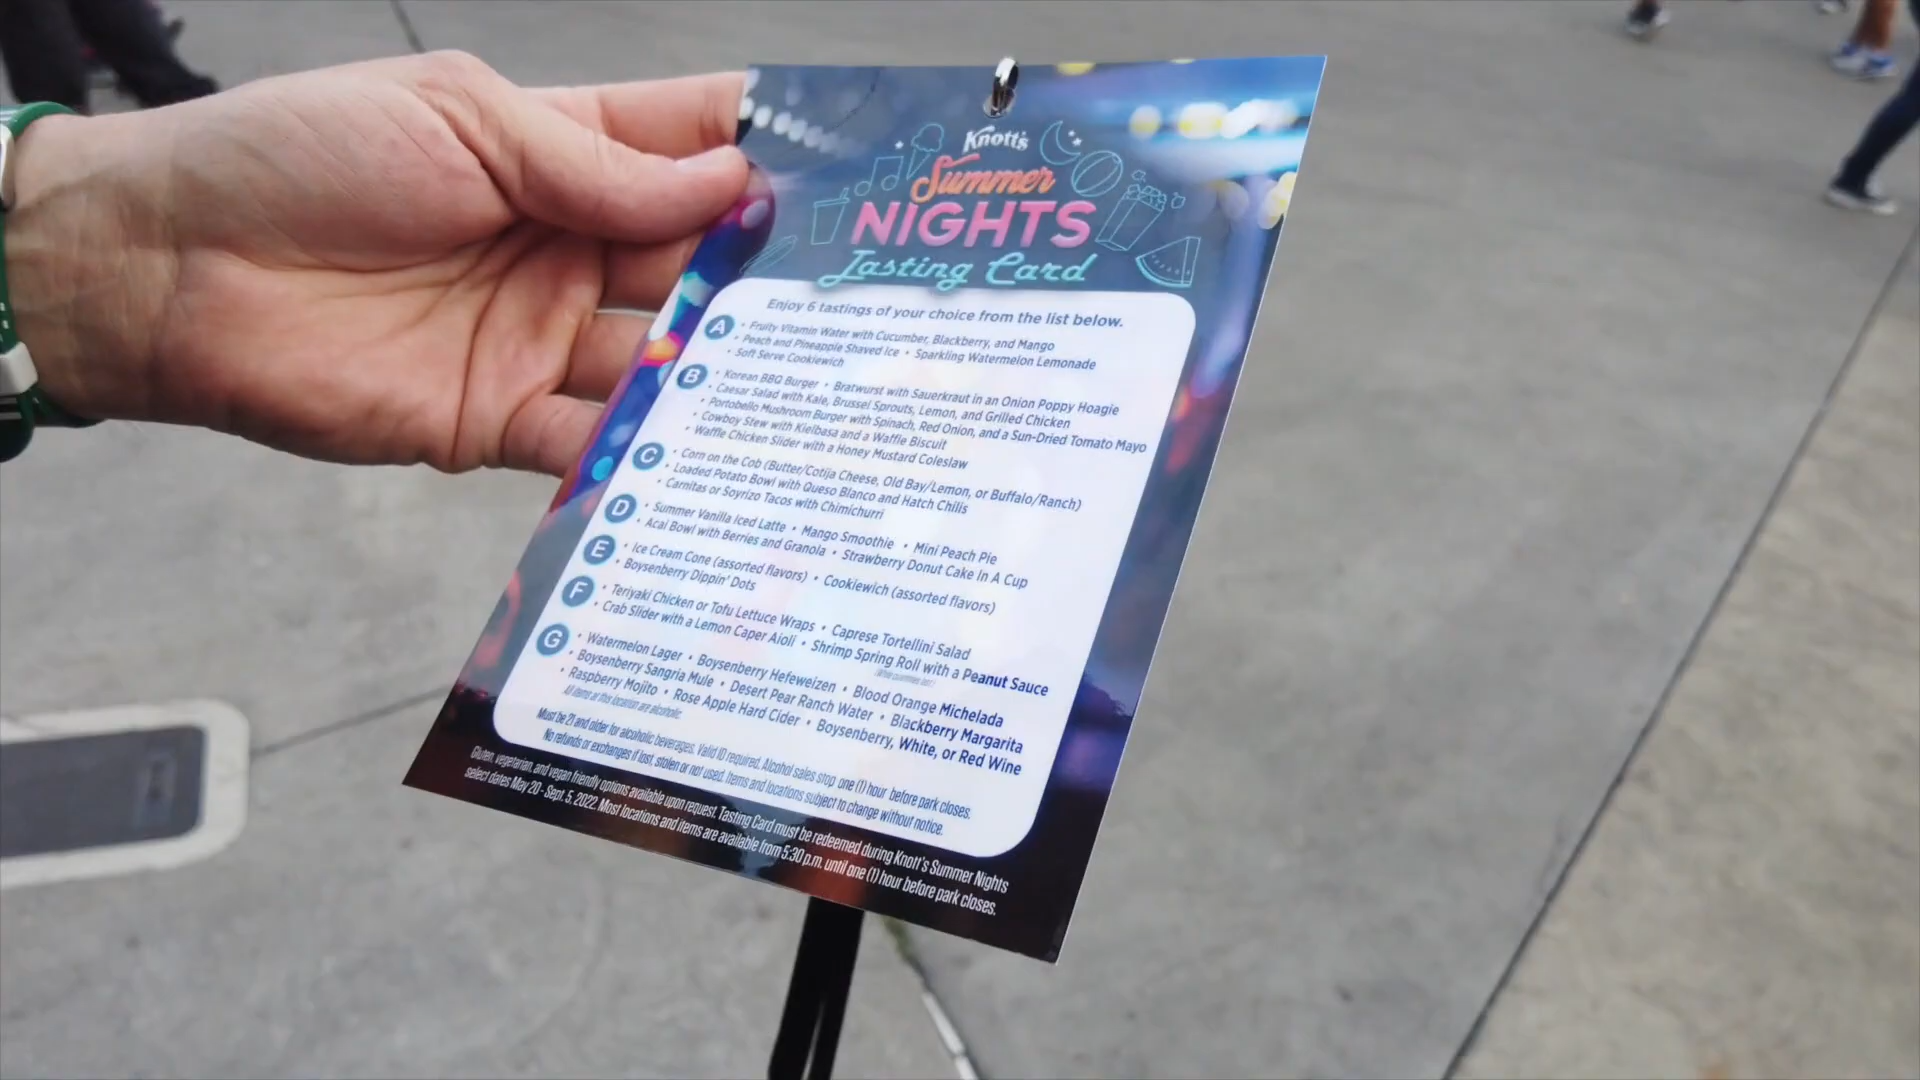 Knott's
Summer
NIGHTS
Tasting Card
Enjoy 6 tastings of your choice from the list below.
A
• Fruity Vitamin Water with Cucumber, Blackberry, and Mango
• Peach and Pineapple Shaved Ice • Sparkling Watermelon Lemonade
• Soft Serve Cookiewich
B
• Korean BBQ Burger • Bratwurst with Sauerkraut in an Onion Poppy Hoagie
• Caesar Salad with Kale, Brussel Sprouts, Lemon, and Grilled Chicken
• Portobello Mushroom Burger with Spinach, Red Onion, and a Sun-Dried Tomato Mayo
• Cowboy Stew with Kielbasa and a Waffle Biscuit
• Waffle Chicken Slider with a Honey Mustard Coleslaw
C
• Corn on the Cob (Butter/Cotija Cheese, Old Bay/Lemon, or Buffalo/Ranch)
• Loaded Potato Bowl with Queso Blanco and Hatch Chilis
• Carnitas or Soyrizo Tacos with Chimichurri
D
• Summer Vanilla Iced Latte • Mango Smoothie • Mini Peach Pie
• Acai Bowl with Berries and Granola • Strawberry Donut Cake In A Cup
E
• Ice Cream Cone (assorted flavors) • Cookiewich (assorted flavors)
• Boysenberry Dippin' Dots
F
• Teriyaki Chicken or Tofu Lettuce Wraps • Caprese Tortellini Salad
• Crab Slider with a Lemon Caper Aioli • Shrimp Spring Roll with a Peanut Sauce
G
• Watermelon Lager • Boysenberry Hefeweizen • Blood Orange Michelada
• Boysenberry Sangria Mule • Desert Pear Ranch Water • Blackberry Margarita
• Raspberry Mojito • Rose Apple Hard Cider • Boysenberry, White, or Red Wine
All items at this location are alcoholic.
Must be 21 and older for alcoholic beverages. Valid ID required. Alcohol sales stop one (1) hour before park closes.
No refunds or exchanges if lost, stolen or not used. Items and locations subject to change without notice.
Gluten, vegetarian, and vegan friendly options available upon request. Tasting Card must be redeemed during Knott's Summer Nights
select dates May 20 - Sept. 5, 2022. Most locations and items are available from 5:30 p.m. until one (1) hour before park closes.